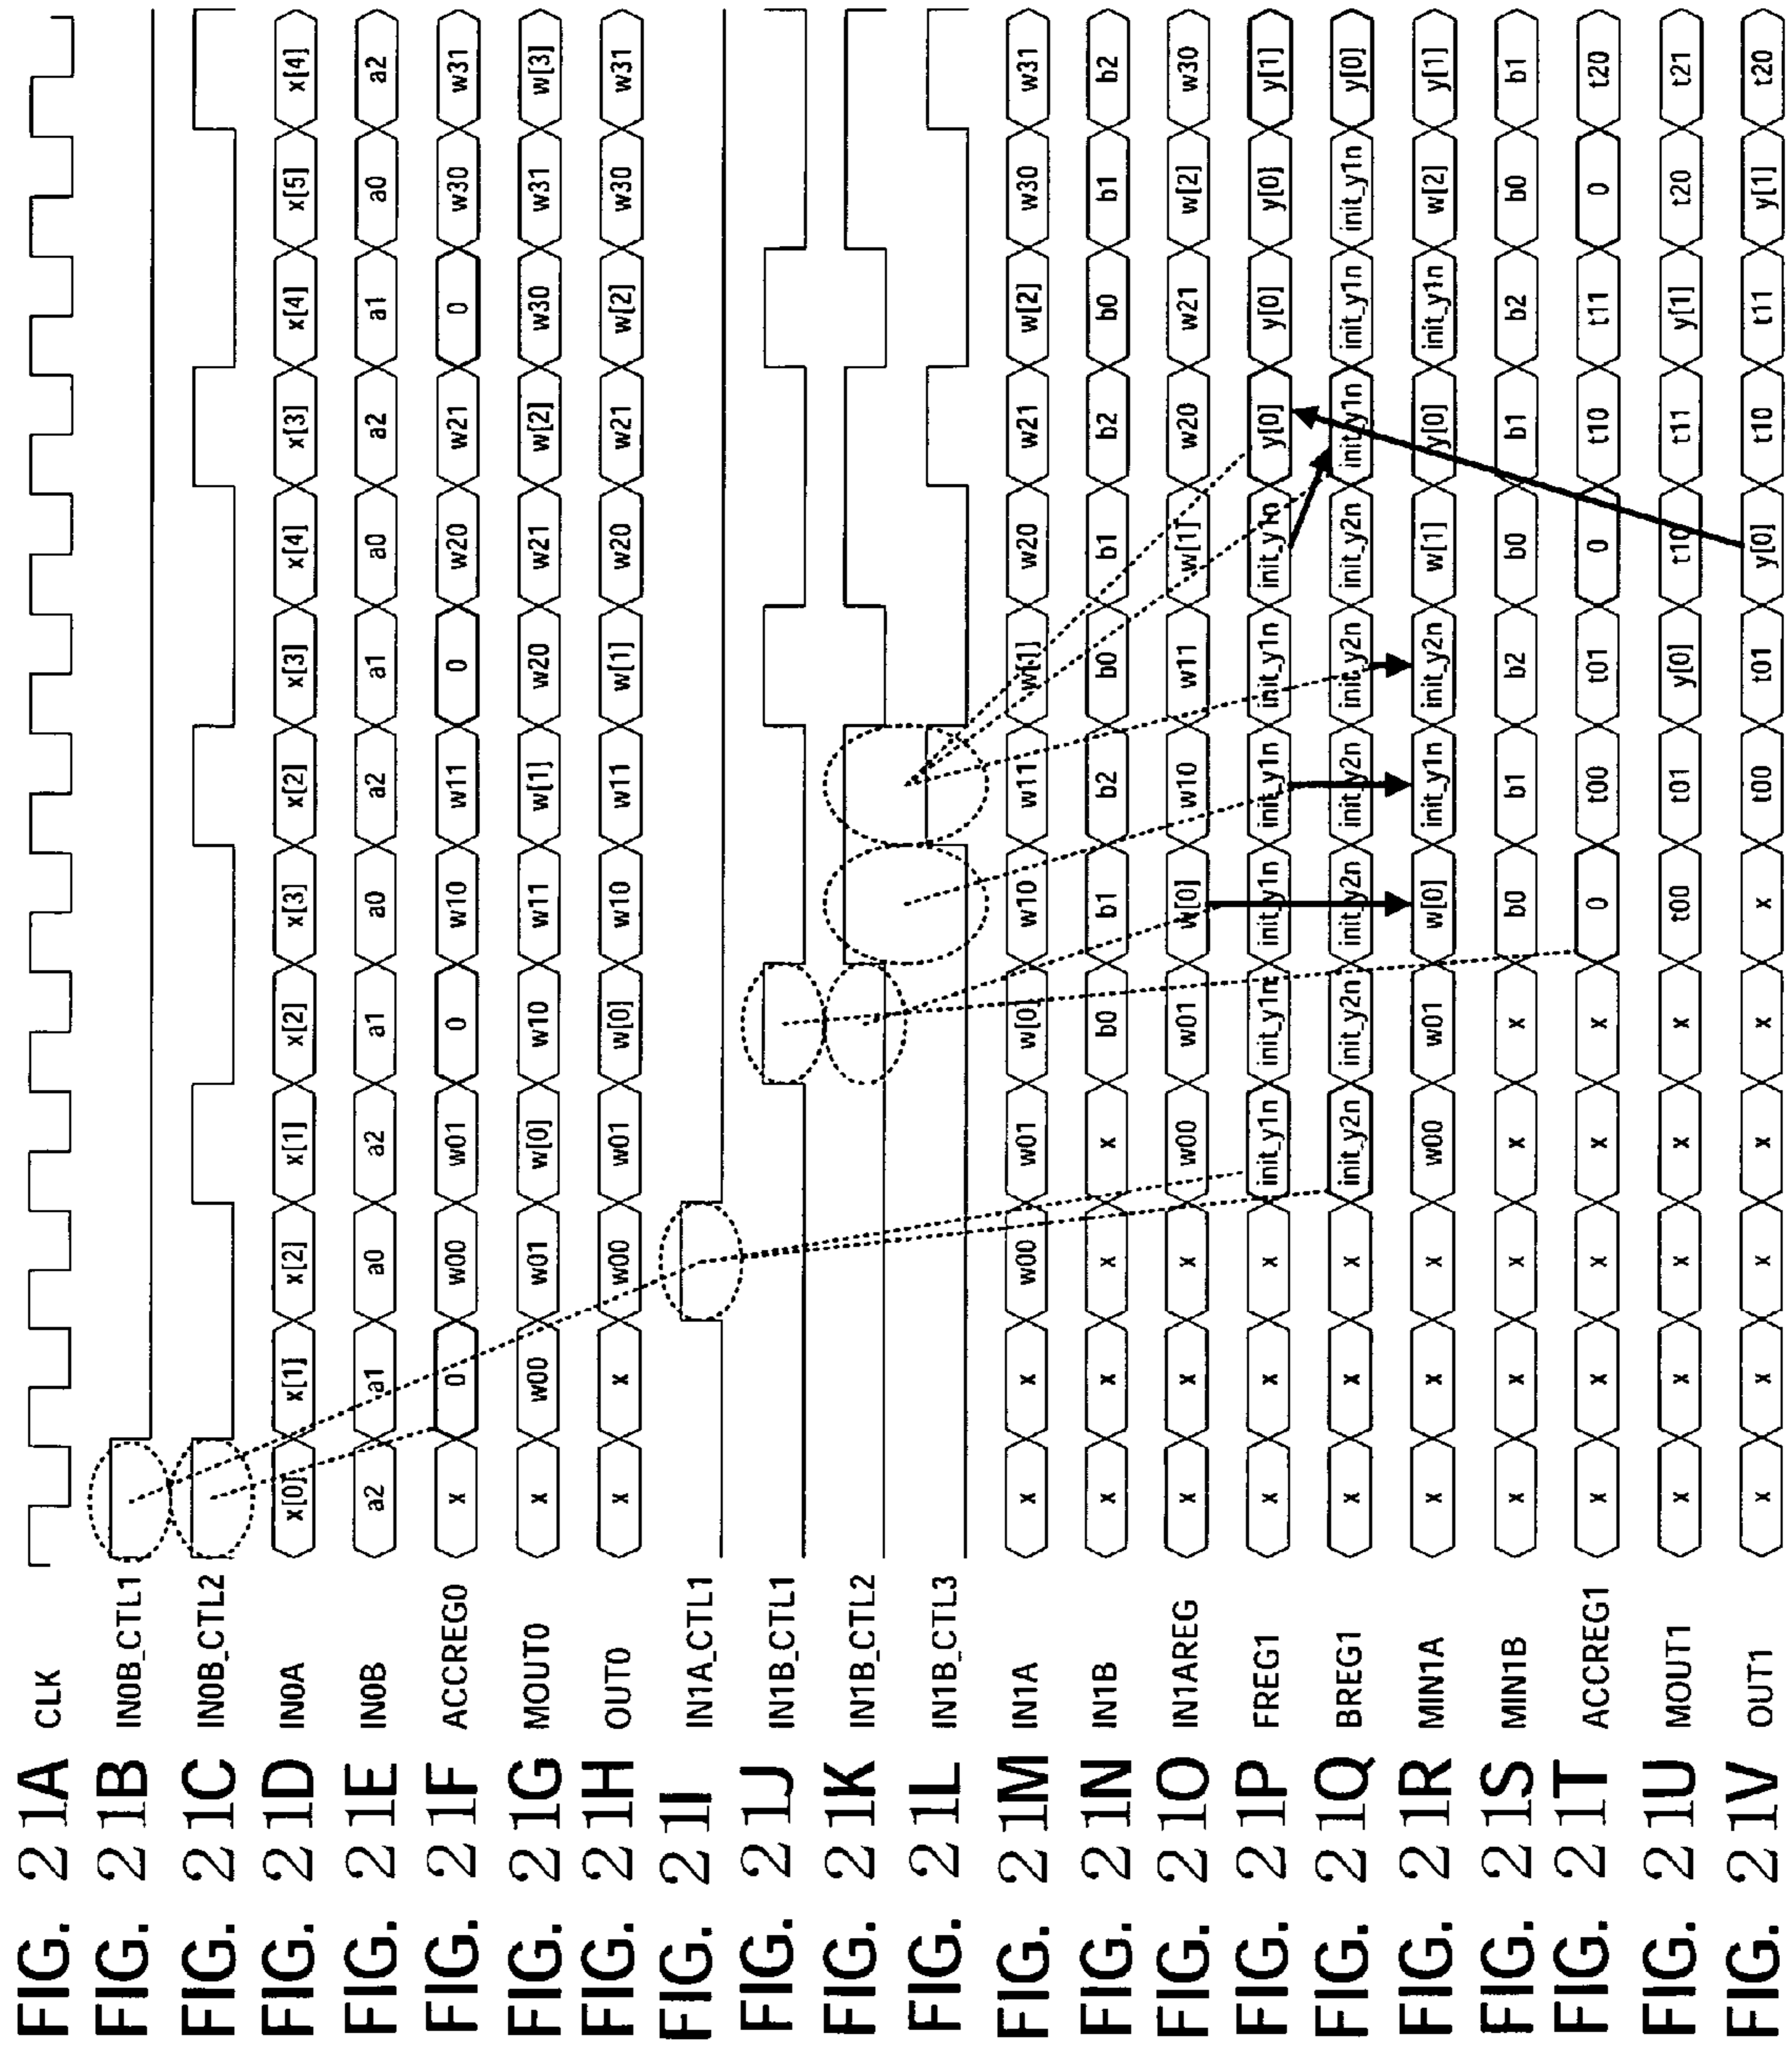 FIG. 21A CLK
FIG. 21B IN0B_CTL1
FIG. 21C IN0B_CTL2
FIG. 21D IN0A x[0] x[1] x[2] x[1] x[2] x[3] x[2] x[3] x[4] x[3] x[4] x[5] x[4]
FIG. 21E IN0B a2 a1 a0 a2 a1 a0 a2 a1 a0 a2 a1 a0 a2
FIG. 21F ACCREG0 x 0 w00 w01 0 w10 w11 0 w20 w21 0 w30 w31
FIG. 21G MOUT0 x w00 w01 w[0] w10 w11 w[1] w20 w21 w[2] w30 w31 w[3]
FIG. 21H OUT0 x x w00 w01 w[0] w10 w11 w[1] w20 w21 w[2] w30 w31
FIG. 21I IN1A_CTL1
FIG. 21J IN1B_CTL1
FIG. 21K IN1B_CTL2
FIG. 21L IN1B_CTL3
FIG. 21M IN1A x x w00 w01 w[0] w10 w11 w[1] w20 w21 w[2] w30 w31
FIG. 21N IN1B x x x x b0 b1 b2 b0 b1 b2 b0 b1 b2
FIG. 21O IN1AREG x x x w00 w01 w[0] w10 w11 w[1] w20 w21 w[2] w30
FIG. 21P FREG1 x x x init_y1n init_y1n init_y1n init_y1n init_y1n init_y1n y[0] y[0] y[0] y[1]
FIG. 21Q BREG1 x x x init_y2n init_y2n init_y2n init_y2n init_y2n init_y2n init_y1n init_y1n init_y1n y[0]
FIG. 21R MIN1A x x x w00 w01 w[0] init_y1n init_y2n w[1] y[0] init_y1n w[2] y[1]
FIG. 21S MIN1B x x x x x b0 b1 b2 b0 b1 b2 b0 b1
FIG. 21T ACCREG1 x x x x x 0 t00 t01 0 t10 t11 0 t20
FIG. 21U MOUT1 x x x x x t00 t01 y[0] t10 t11 y[1] t20 t21
FIG. 21V OUT1 x x x x x x t00 t01 y[0] t10 t11 y[1] t20